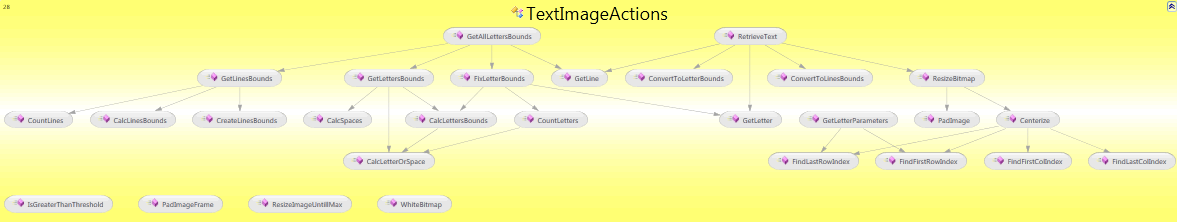 28
TextImageActions
GetAllLettersBounds
RetrieveText
GetLinesBounds
GetLettersBounds
FixLetterBounds
GetLine
ConvertToLetterBounds
ConvertToLinesBounds
ResizeBitmap
CountLines
CalcLinesBounds
CreateLinesBounds
CalcSpaces
CalcLettersBounds
CountLetters
GetLetter
GetLetterParameters
PadImage
Centerize
CalcLetterOrSpace
FindLastRowIndex
FindFirstRowIndex
FindFirstColIndex
FindLastColIndex
IsGreaterThanThreshold
PadImageFrame
ResizeImageUntillMax
WhiteBitmap